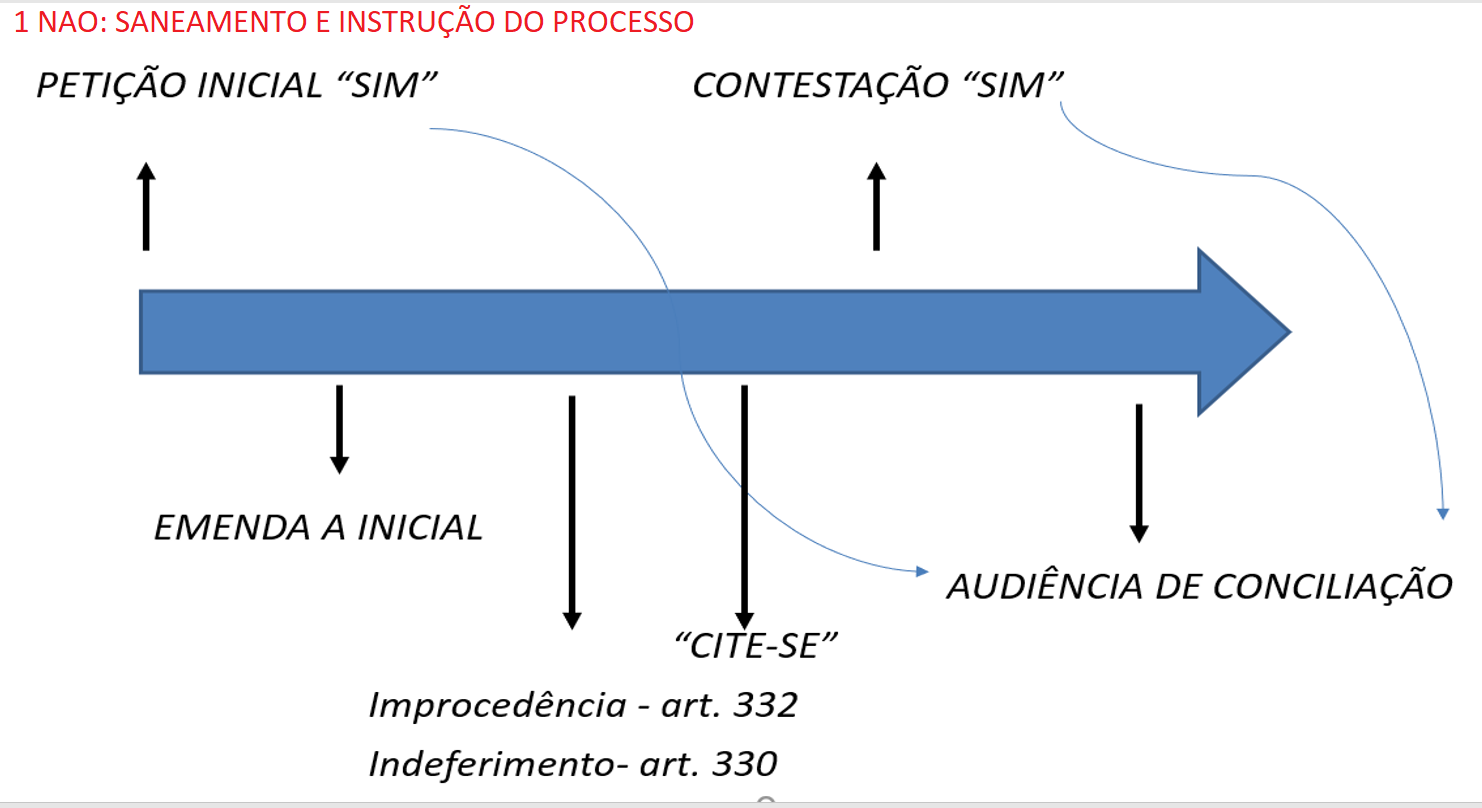 1 NAO: SANEAMENTO E INSTRUÇÃO DO PROCESSO
PETIÇÃO INICIAL “SIM”
CONTESTAÇÃO “SIM”
EMENDA A INICIAL
AUDIÊNCIA DE CONCILIAÇÃO
“CITE-SE”
Improcedência - art. 332
Indeferimento- art. 330